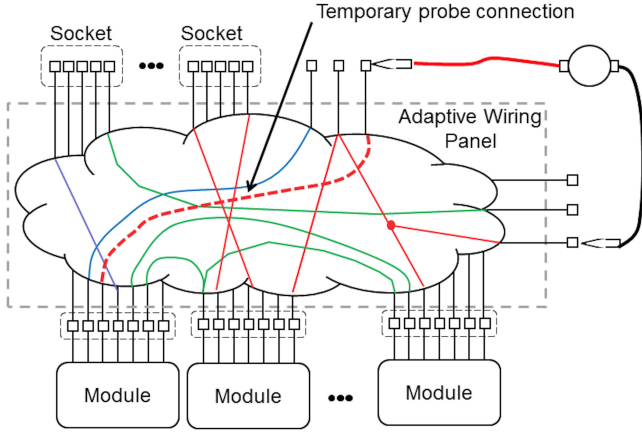 Temporary probe connection
Socket
Socket
Adaptive Wiring
Panel
Module
Module
Module